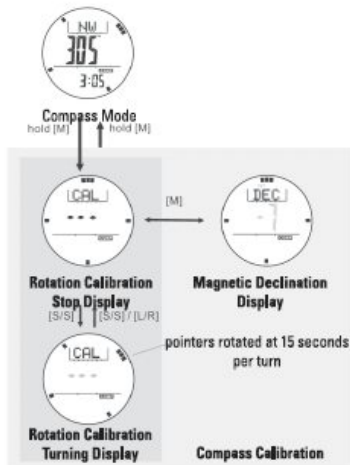 NW
305
3:05
Compass Mode
hold [M] hold [M]
CAL
- - -
[M]
DEC
Rotation Calibration
Stop Display
Magnetic Declination
Display
[S/S] [S/S] / [L/R]
CAL
- - -
pointers rotated at 15 seconds
per turn
Rotation Calibration
Turning Display
Compass Calibration